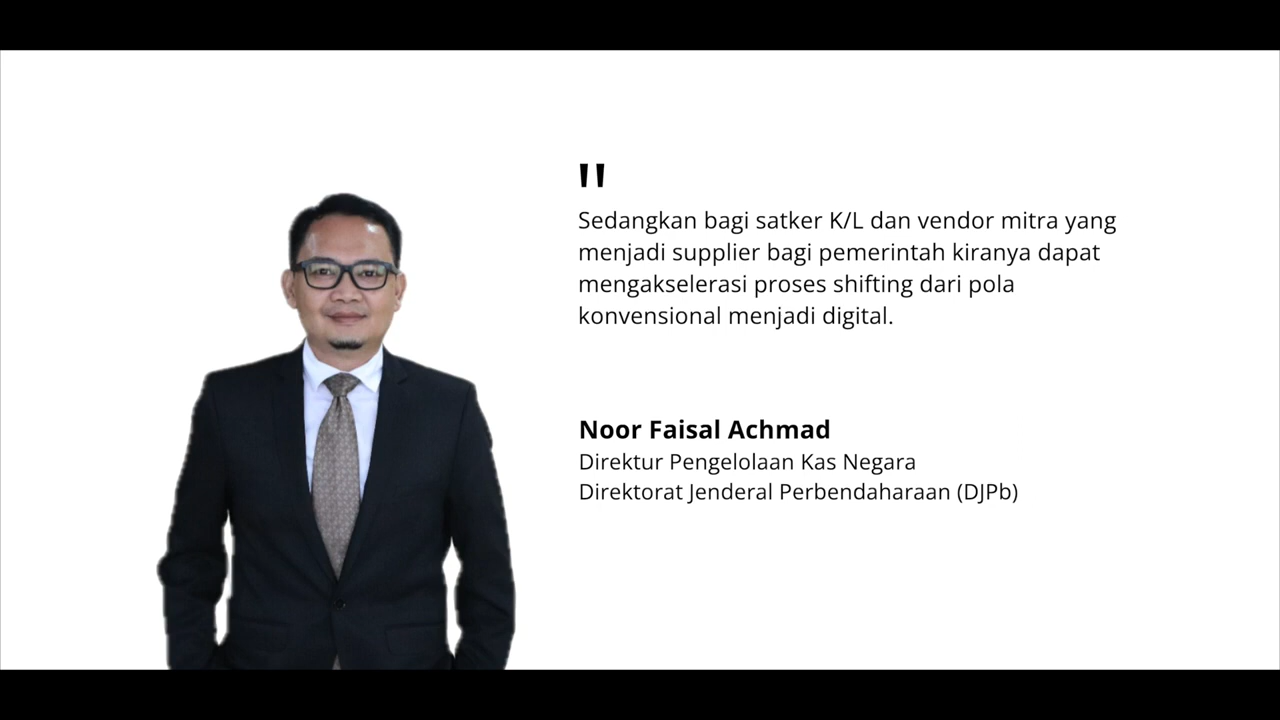 "
Sedangkan bagi satker K/L dan vendor mitra yang
menjadi supplier bagi pemerintah kiranya dapat
mengakselerasi proses shifting dari pola
konvensional menjadi digital.
Noor Faisal Achmad
Direktur Pengelolaan Kas Negara
Direktorat Jenderal Perbendaharaan (DJPb)